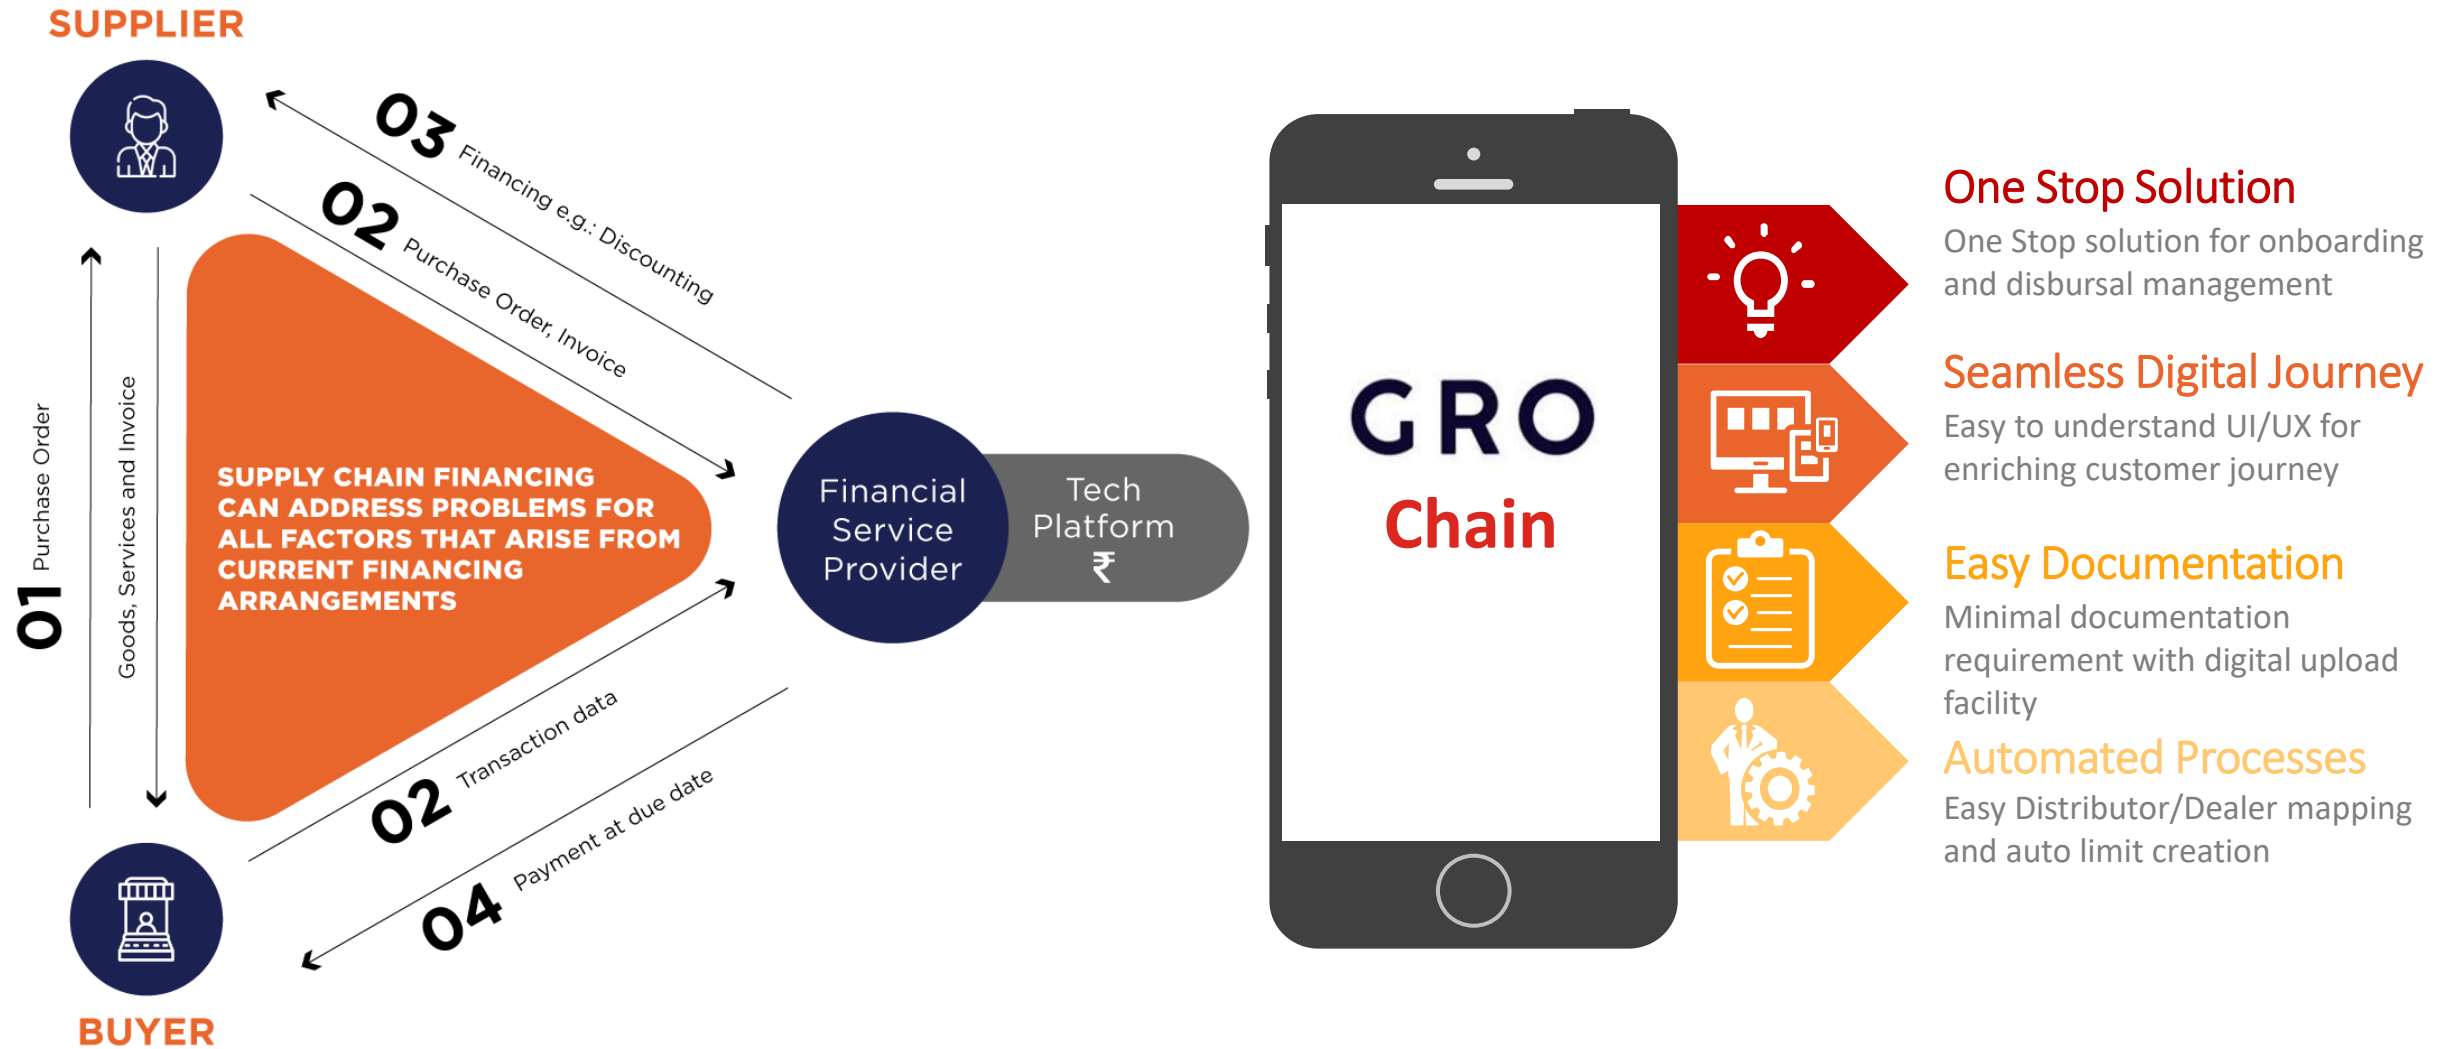 SUPPLIER
03 Financing e.g.: Discounting
02 Purchase Order, Invoice
01 Purchase Order
Goods, Services and Invoice
SUPPLY CHAIN FINANCING
CAN ADDRESS PROBLEMS FOR
ALL FACTORS THAT ARISE FROM
CURRENT FINANCING
ARRANGEMENTS
02 Transaction data
04 Payment at due date
BUYER
Financial
Service
Provider
Tech
Platform
₹
GRO
Chain
One Stop Solution
One Stop solution for onboarding
and disbursal management
Seamless Digital Journey
Easy to understand UI/UX for
enriching customer journey
Easy Documentation
Minimal documentation
requirement with digital upload
facility
Automated Processes
Easy Distributor/Dealer mapping
and auto limit creation